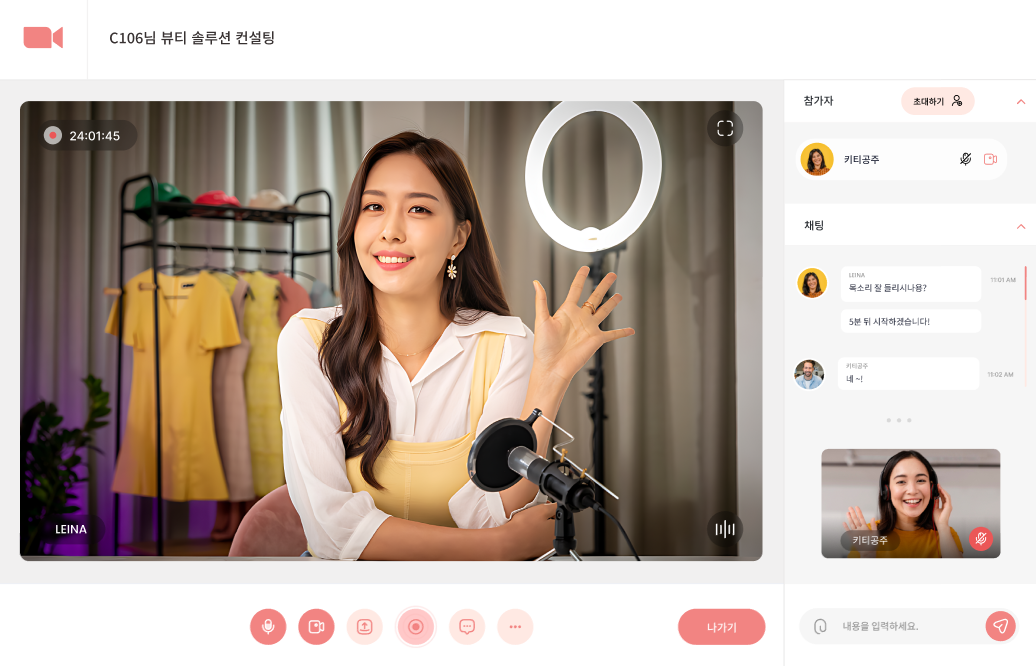 C106님 뷰티 솔루션 컨설팅
24:01:45
LEINA
나가기
참가자
초대하기
키티공주
채팅
LEINA
목소리 잘 들리시나용?
11:01 AM
5분 뒤 시작하겠습니다!
키티공주
네 ~!
11:02 AM
키티공주
내용을 입력하세요.